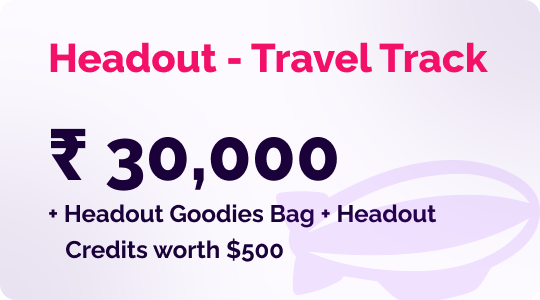 Headout - Travel Track
₹ 30,000
+ Headout Goodies Bag + Headout
Credits worth $500